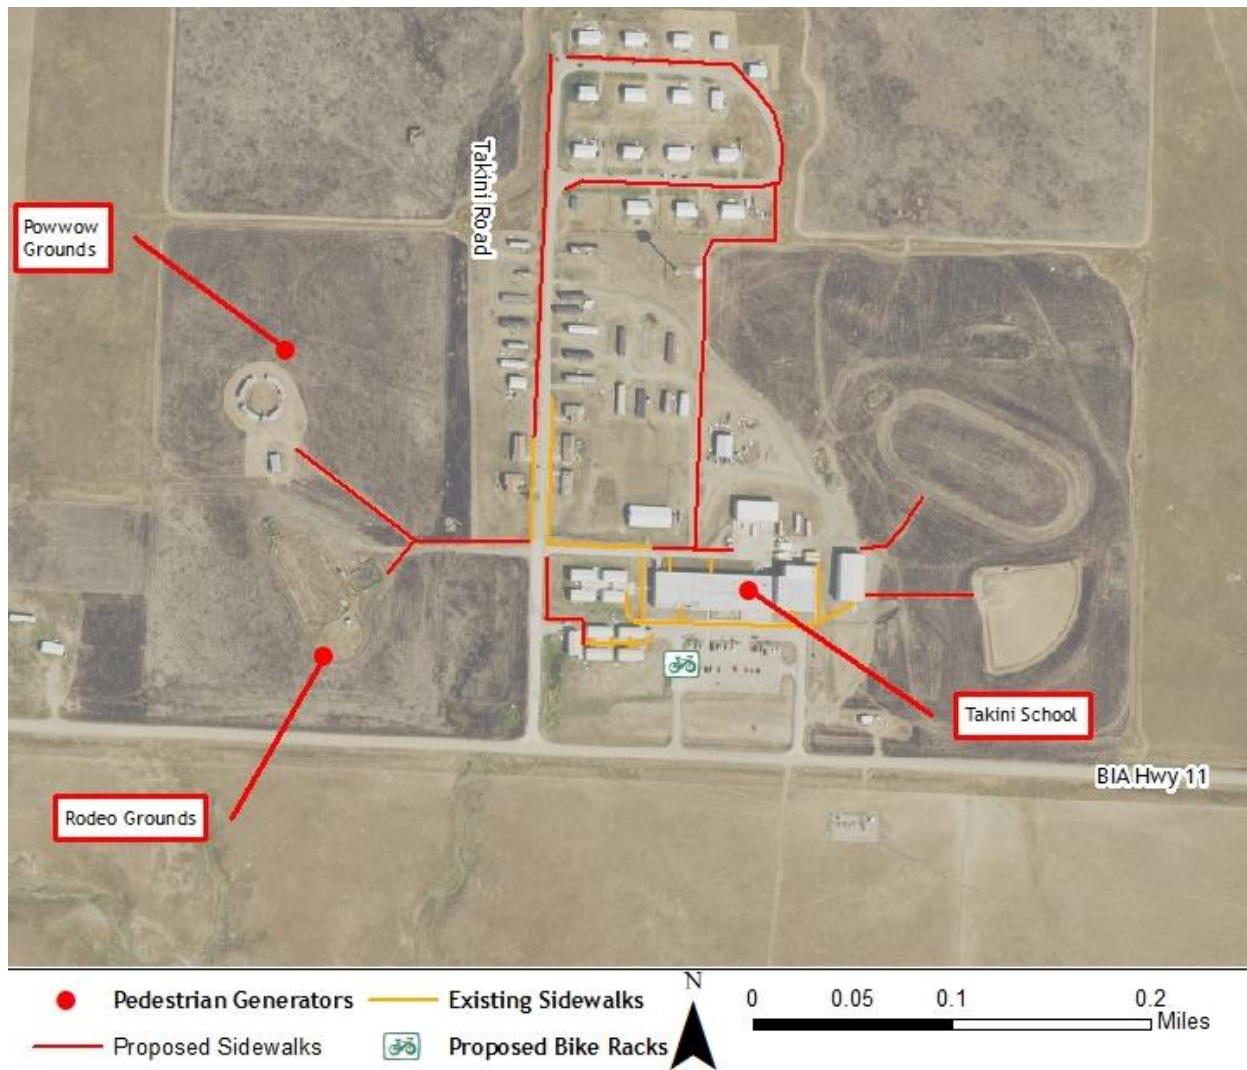 Takini Road
Powwow
Grounds
Takini School
BIA Hwy 11
Rodeo Grounds
Pedestrian Generators
Existing Sidewalks
Proposed Sidewalks
Proposed Bike Racks
N
0 0.05 0.1 0.2
Miles